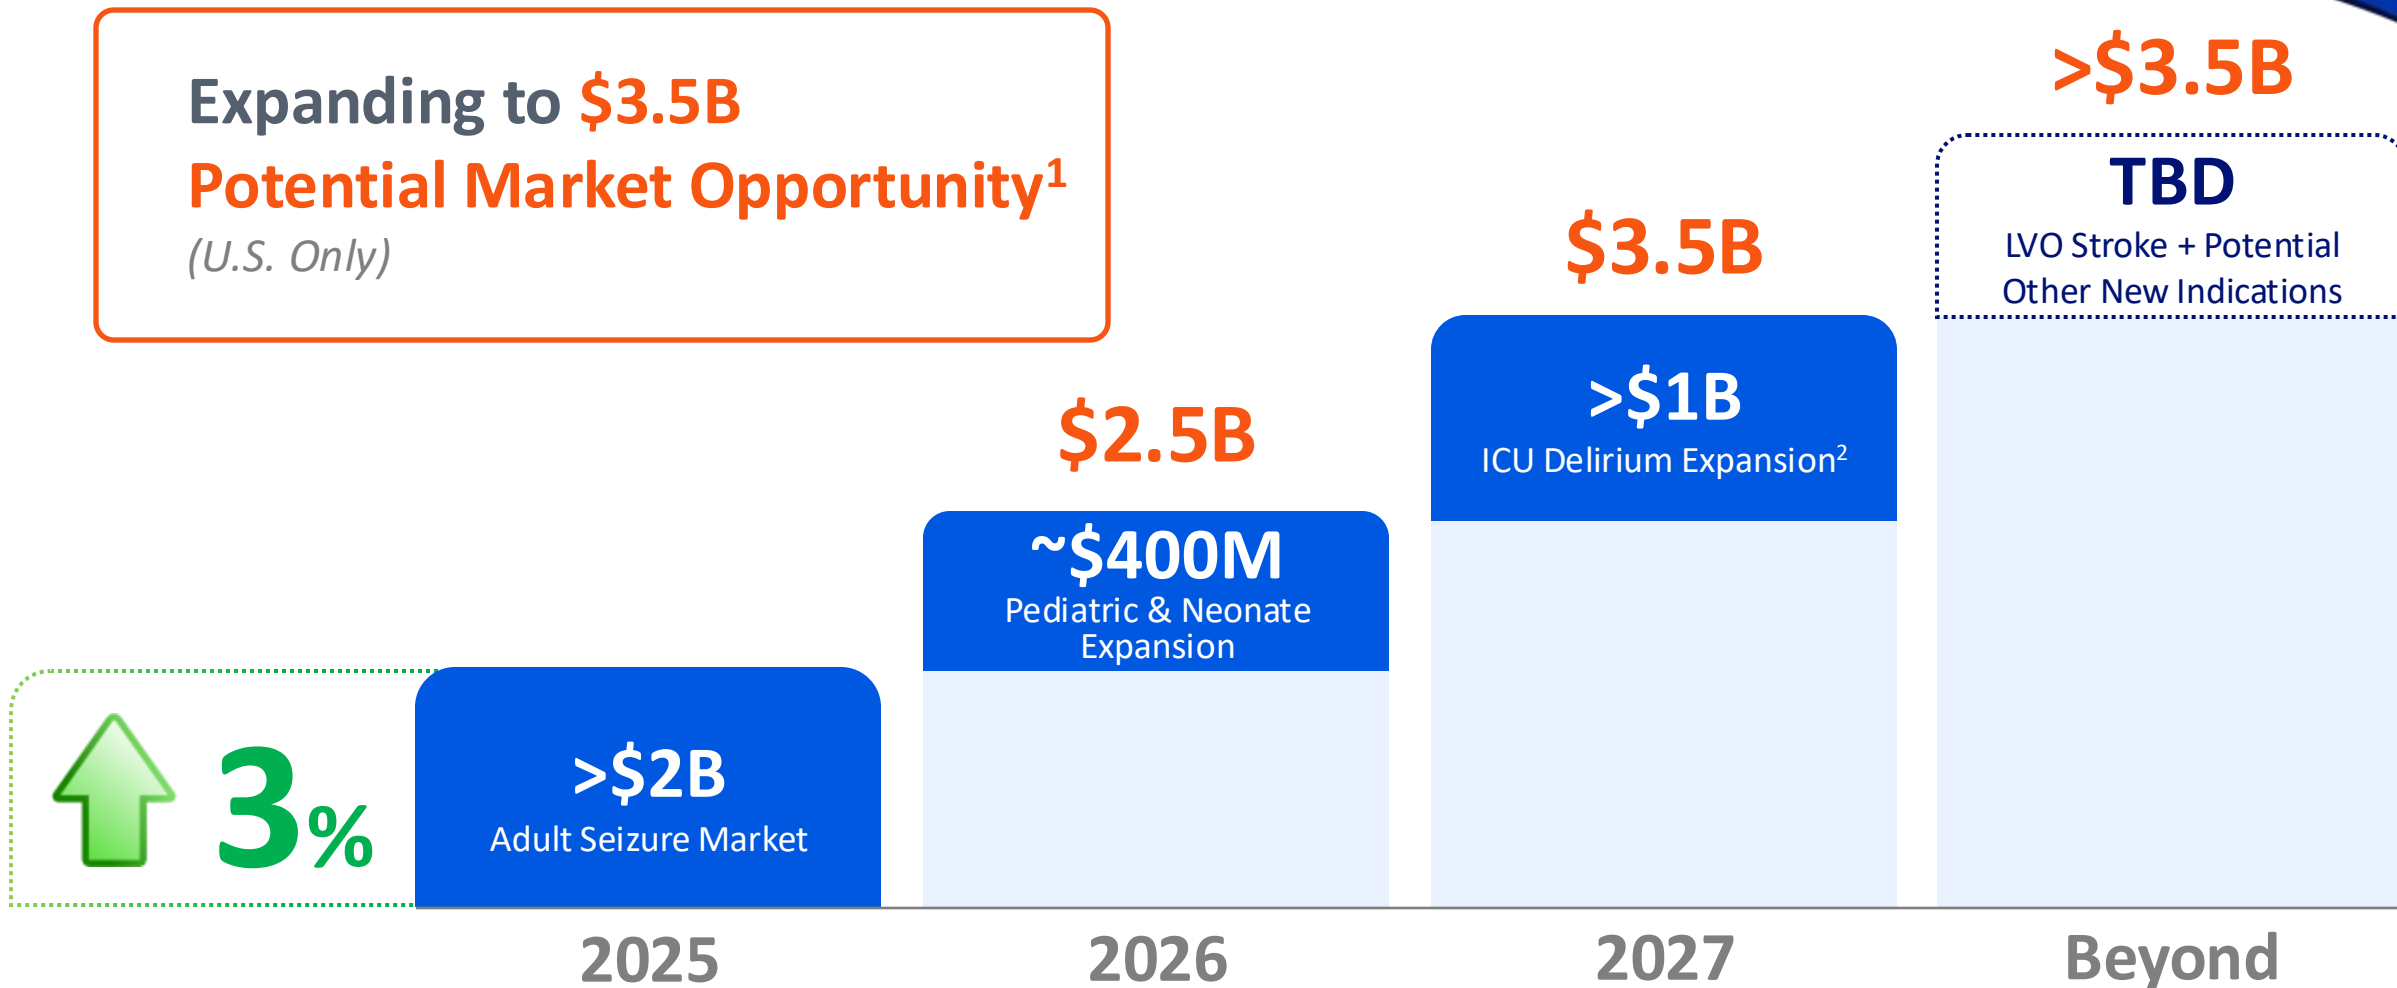 Expanding to $3.5B
Potential Market Opportunity¹
(U.S. Only)
>$3.5B
TBD
LVO Stroke + Potential
Other New Indications
$3.5B
>$1B
ICU Delirium Expansion²
$2.5B
~$400M
Pediatric & Neonate
Expansion
3%
>$2B
Adult Seizure Market
2025
2026
2027
Beyond